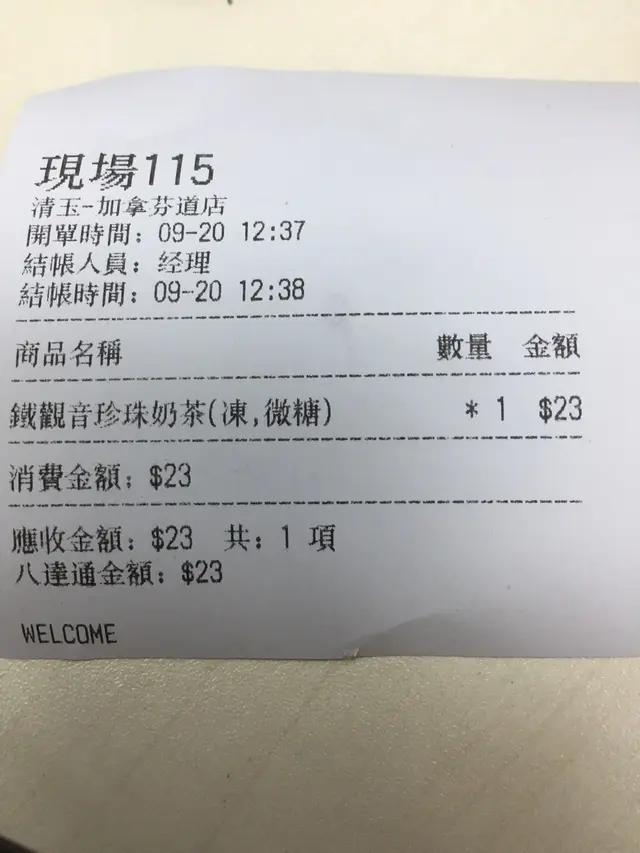 現場115
清玉-加拿芬道店
開單時間: 09-20 12:37
結帳人員: 经理
結帳時間: 09-20 12:38
商品名稱 數量 金額
鐵觀音珍珠奶茶(凍,微糖) * 1 $23
消費金額: $23
應收金額: $23 共: 1 項
八達通金額: $23
WELCOME